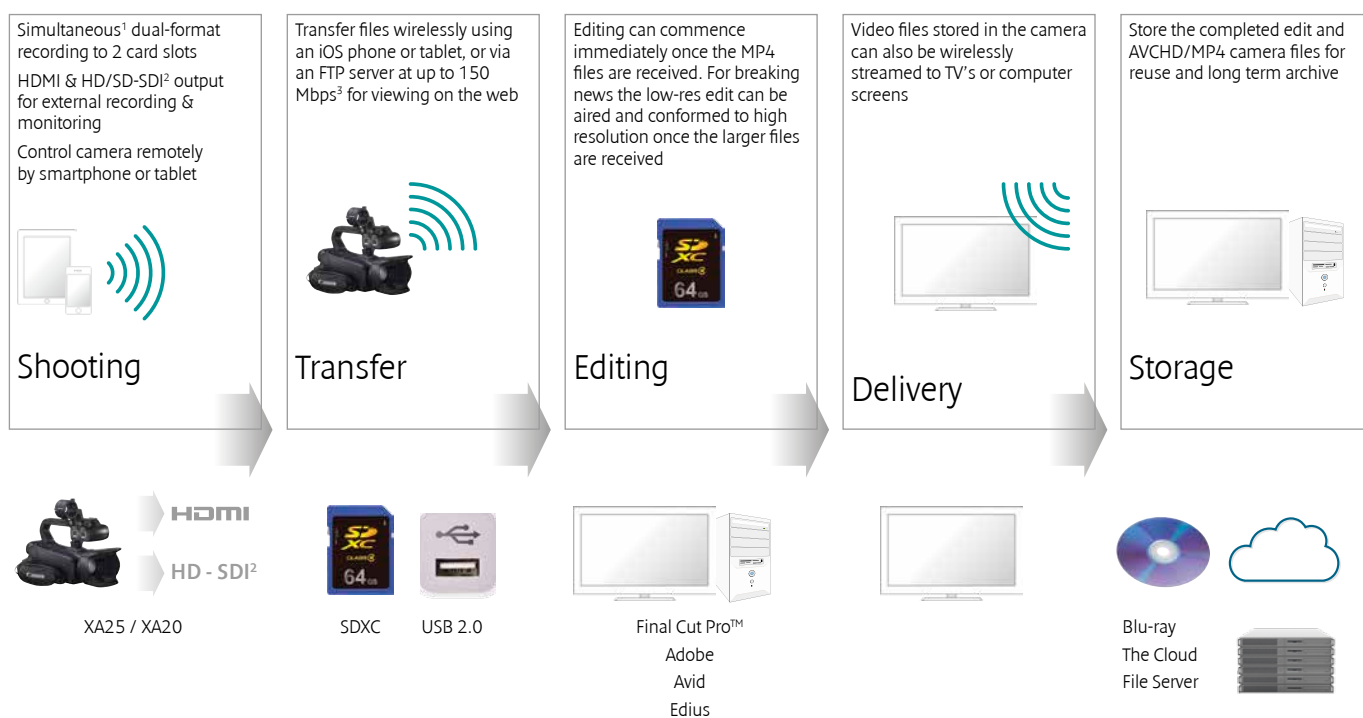 Simultaneous¹ dual-format
recording to 2 card slots
HDMI & HD/SD-SDI² output
for external recording &
monitoring
Control camera remotely
by smartphone or tablet
Shooting
Transfer files wirelessly using
an iOS phone or tablet, or via
an FTP server at up to 150
Mbps³ for viewing on the web
Transfer
Editing can commence
immediately once the MP4
files are received. For breaking
news the low-res edit can be
aired and conformed to high
resolution once the larger files
are received
SD
XC
CLASS 4
64 GB
Editing
Video files stored in the camera
can also be wirelessly
streamed to TV's or computer
screens
Delivery
Store the completed edit and
AVCHD/MP4 camera files for
reuse and long term archive
Storage
HDMI
HD - SDI²
XA25 / XA20
SD
XC
64 GB
SDXC
USB 2.0
Final Cut Pro™
Adobe
Avid
Edius
Blu-ray
The Cloud
File Server